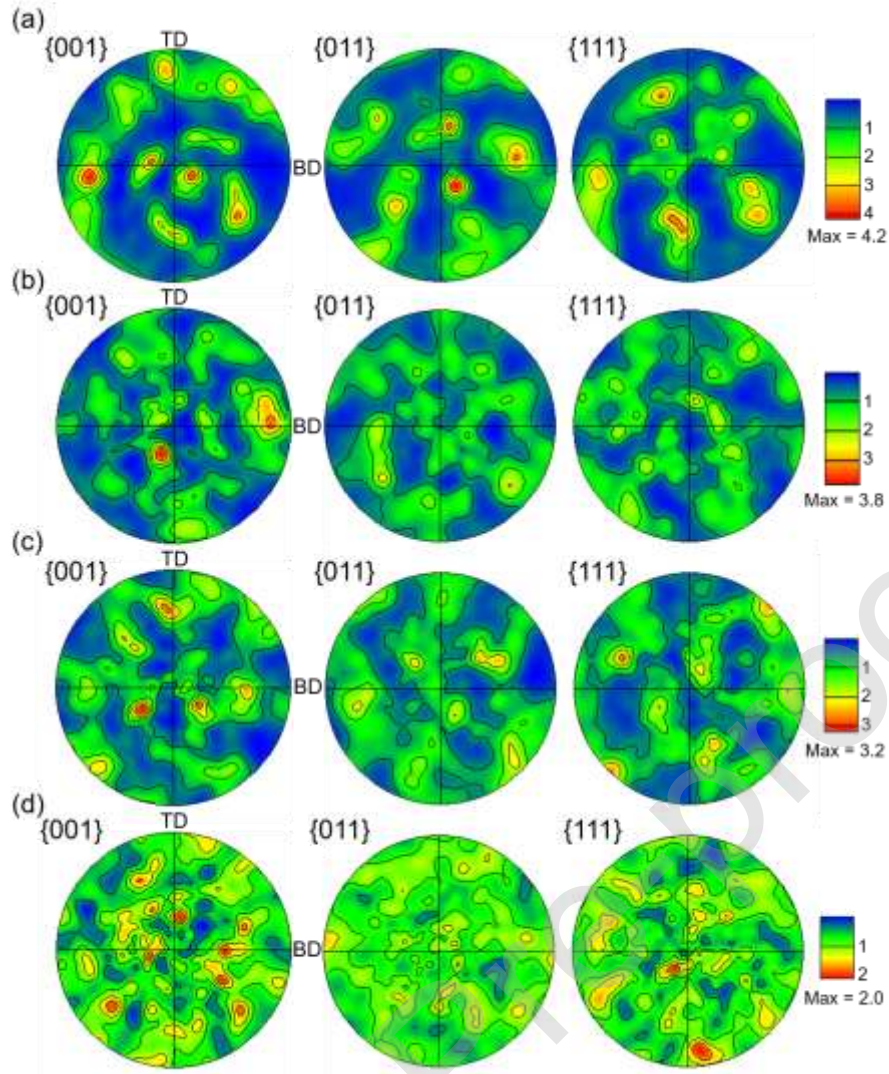 (a)
{001} TD {011} {111}
BD
1
2
3
4
Max = 4.2
(b)
{001} TD {011} {111}
BD
1
2
3
Max = 3.8
(c)
{001} TD {011} {111}
BD
1
2
3
Max = 3.2
(d)
{001} TD {011} {111}
BD
1
2
Max = 2.0